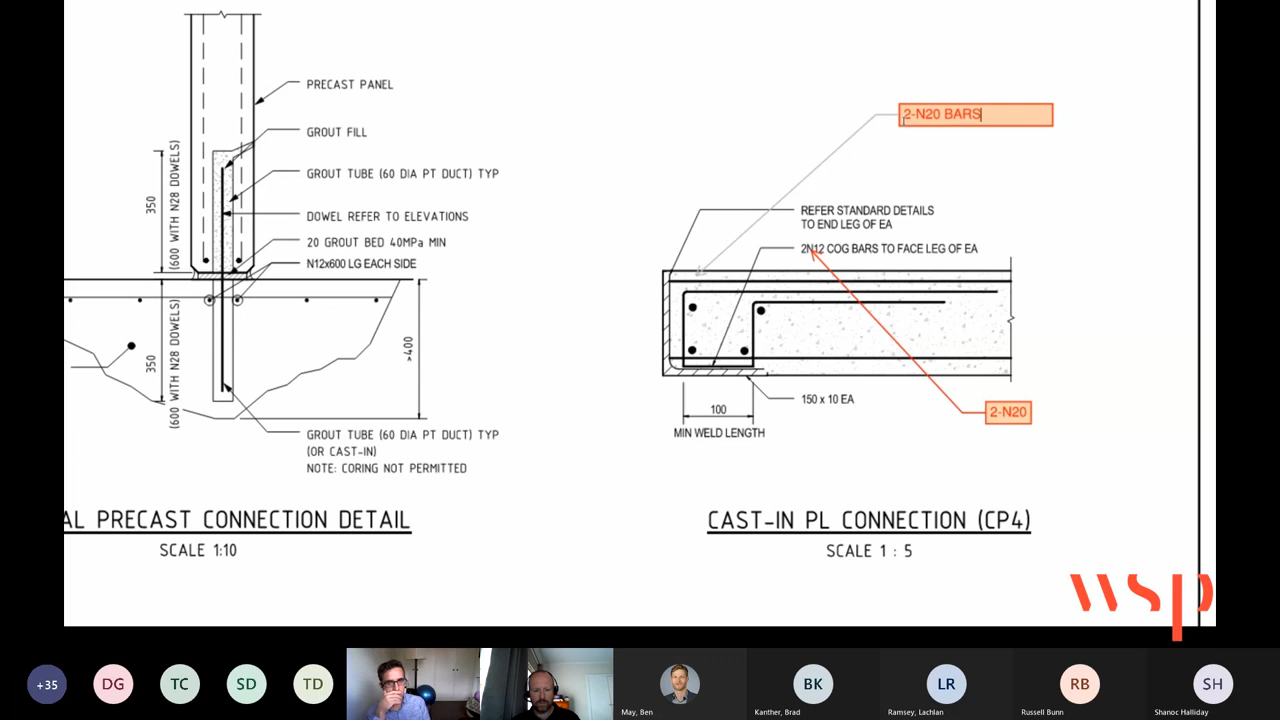 PRECAST PANEL
GROUT FILL
GROUT TUBE (60 DIA PT DUCT) TYP
DOWEL REFER TO ELEVATIONS
20 GROUT BED 40MPa MIN
N12x600 LG EACH SIDE
350
(600 WITH N28 DOWELS)
350
(600 WITH N28 DOWELS)
>400
GROUT TUBE (60 DIA PT DUCT) TYP
(OR CAST-IN)
NOTE: CORING NOT PERMITTED
AL PRECAST CONNECTION DETAIL
SCALE 1:10
2-N20 BARS
REFER STANDARD DETAILS
TO END LEG OF EA
2N12 COG BARS TO FACE LEG OF EA
150 x 10 EA
2-N20
100
MIN WELD LENGTH
CAST-IN PL CONNECTION (CP4)
SCALE 1 : 5
wsp
+35
DG
TC
SD
TD
May, Ben
BK
Kanther, Brad
LR
Ramsey, Lachlan
RB
Russell Bunn
SH
Shanoc Halliday